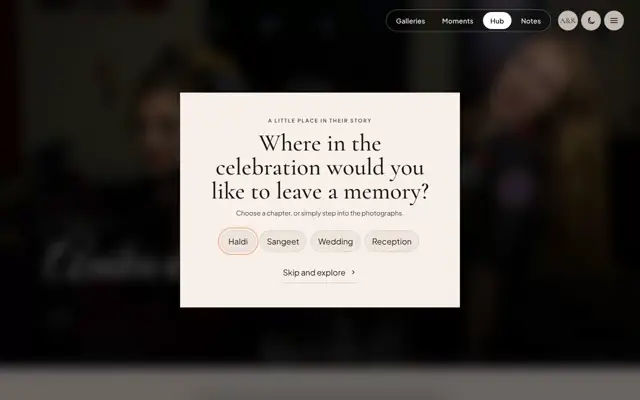 Galleries Moments Hub Notes A&R
A LITTLE PLACE IN THEIR STORY
Where in the
celebration would you
like to leave a memory?
Choose a chapter, or simply step into the photographs.
Haldi Sangeet Wedding Reception
Skip and explore